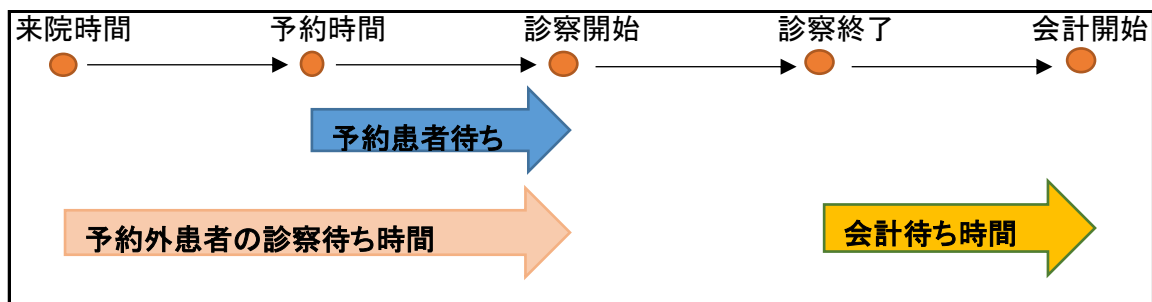 来院時間
予約時間
診察開始
診察終了
会計開始
予約患者待ち
予約外患者の診察待ち時間
会計待ち時間